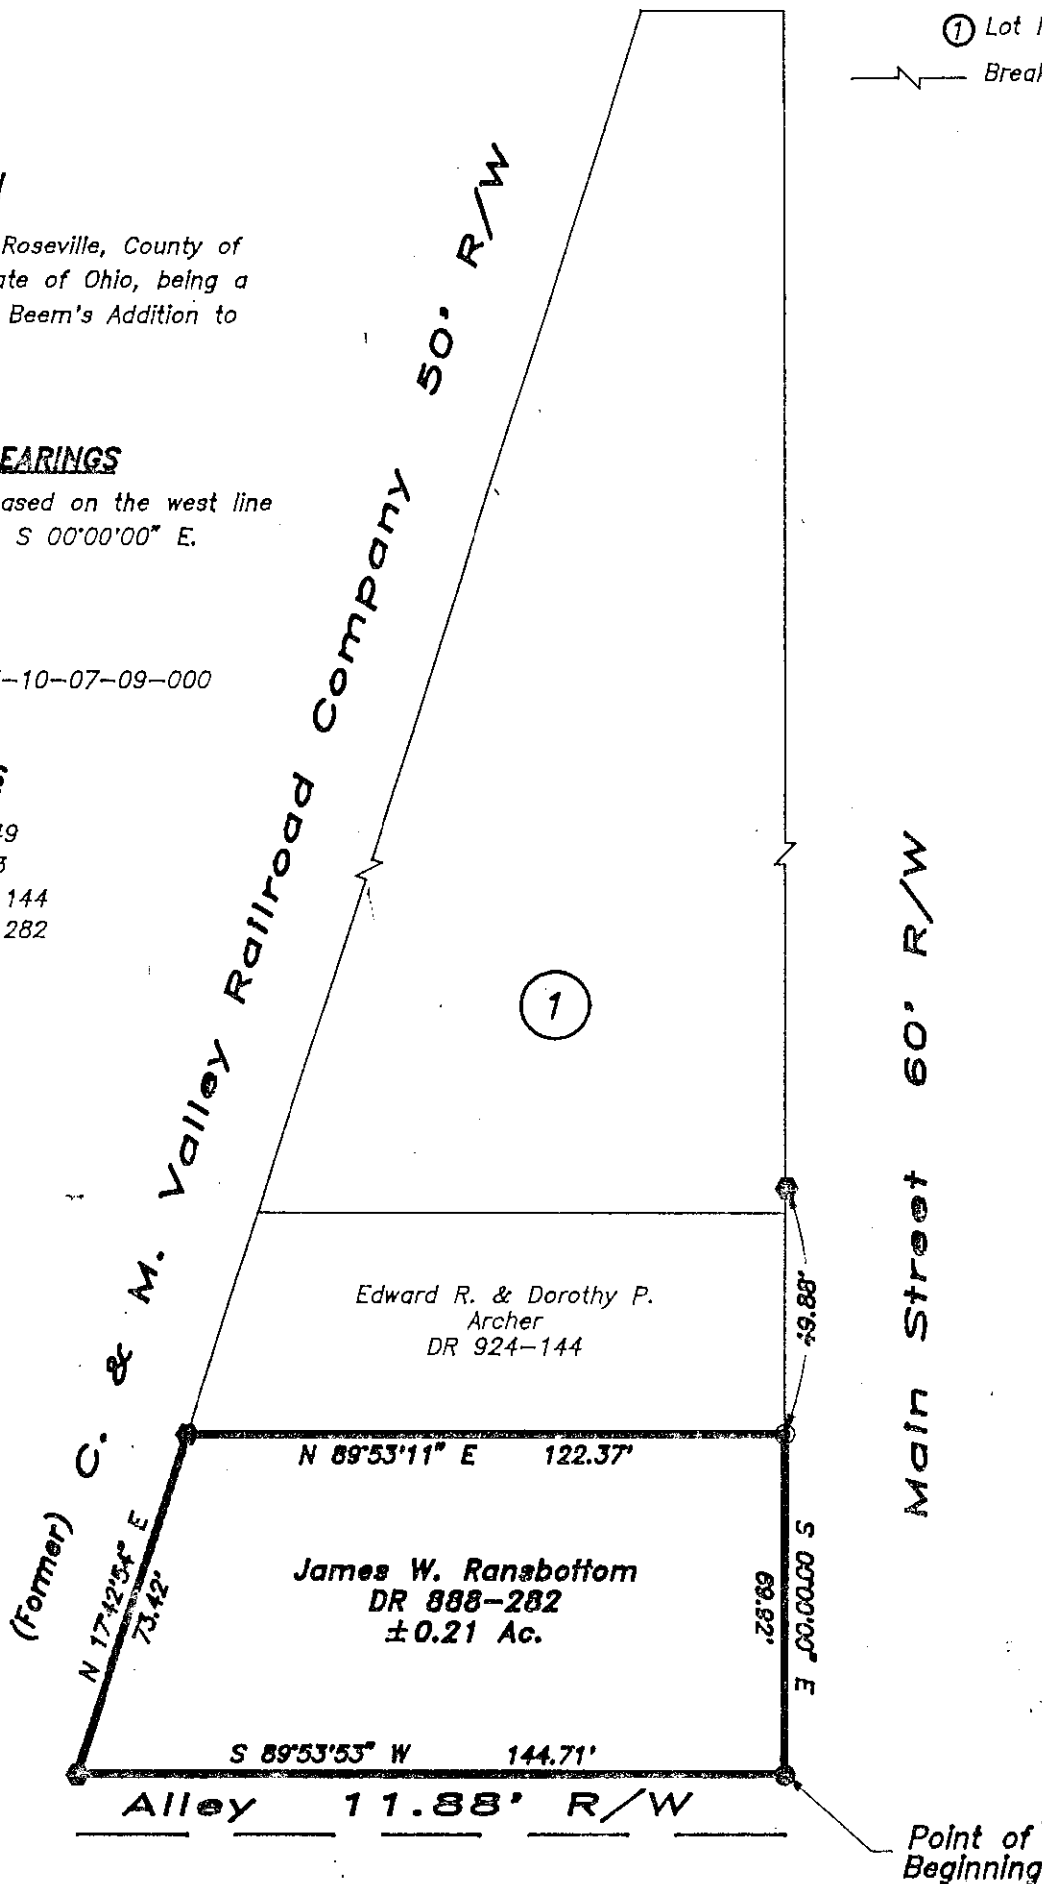 ① Lot
Break
Roseville, County of
ate of Ohio, being a
Beem's Addition to
EARINGS
ased on the west line
S 00°00'00" E.
-10-07-09-000
49
3
144
282
(Former) C. & M. Valley Railroad Company 50' R/W
1
Main Street 60' R/W
Edward R. & Dorothy P.
Archer
DR 924-144
49.88'
N 89°53'11" E 122.37'
N 17°42'54" E
73.42'
James W. Ransbottom
DR 888-282
±0.21 Ac.
S 00°00'00" E
69.82'
S 89°53'53" W 144.71'
Alley 11.88' R/W
Point of
Beginning